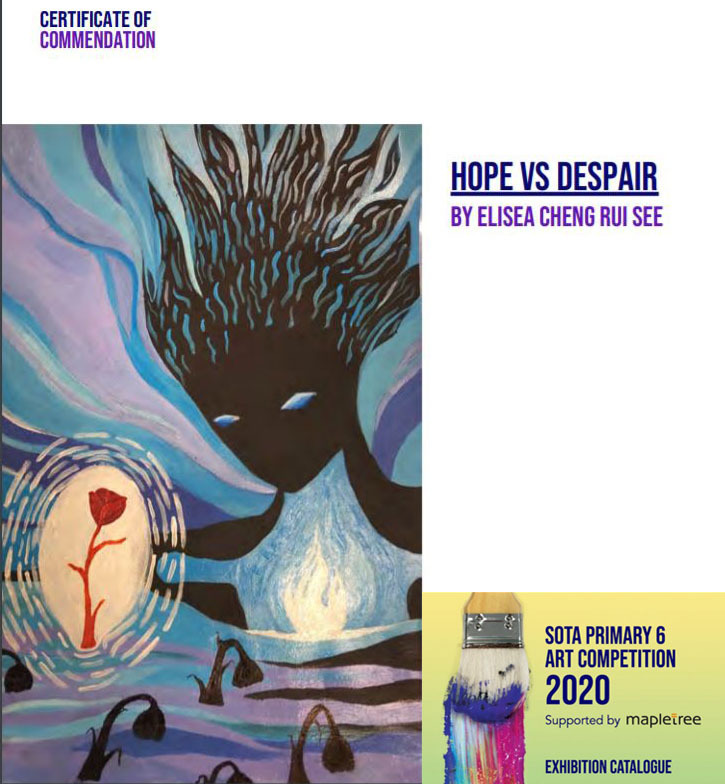 CERTIFICATE OF
COMMENDATION
HOPE VS DESPAIR
BY ELISEA CHENG RUI SEE
SOTA PRIMARY 6
ART COMPETITION
2020
Supported by mapletree
EXHIBITION CATALOGUE